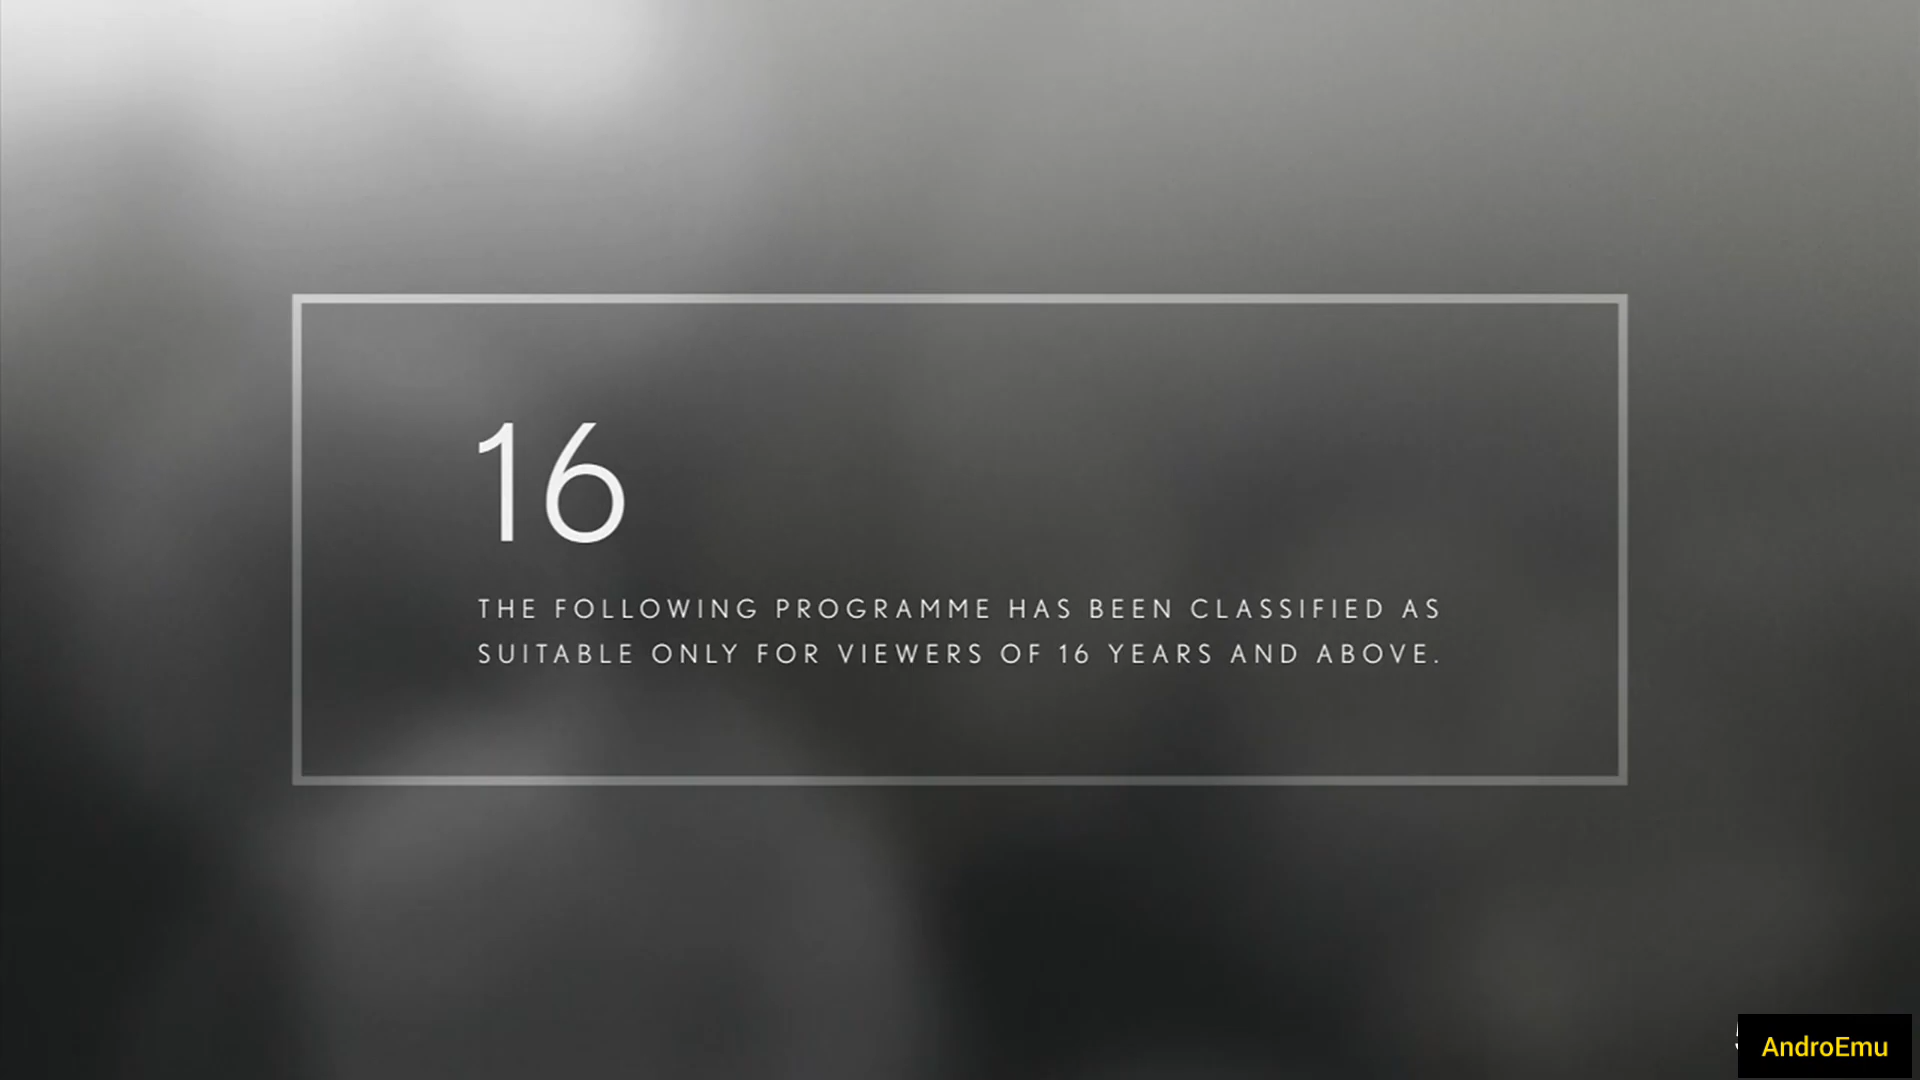 16
THE FOLLOWING PROGRAMME HAS BEEN CLASSIFIED AS
SUITABLE ONLY FOR VIEWERS OF 16 YEARS AND ABOVE.
AndroEmu